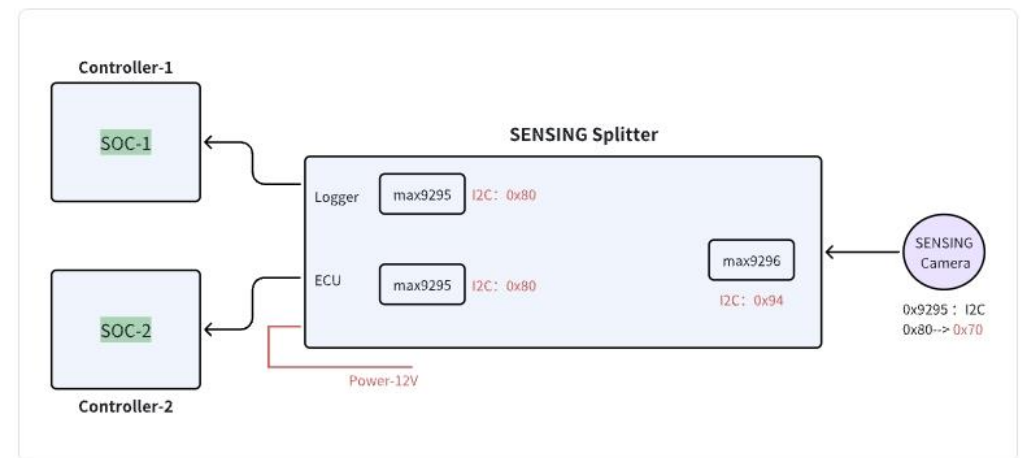 Controller-1
SOC-1
SENSING Splitter
Logger
max9295
I2C：0x80
ECU
max9295
I2C：0x80
max9296
I2C：0x94
SENSING
Camera
0x9295：I2C
0x80--> 0x70
SOC-2
Controller-2
Power-12V